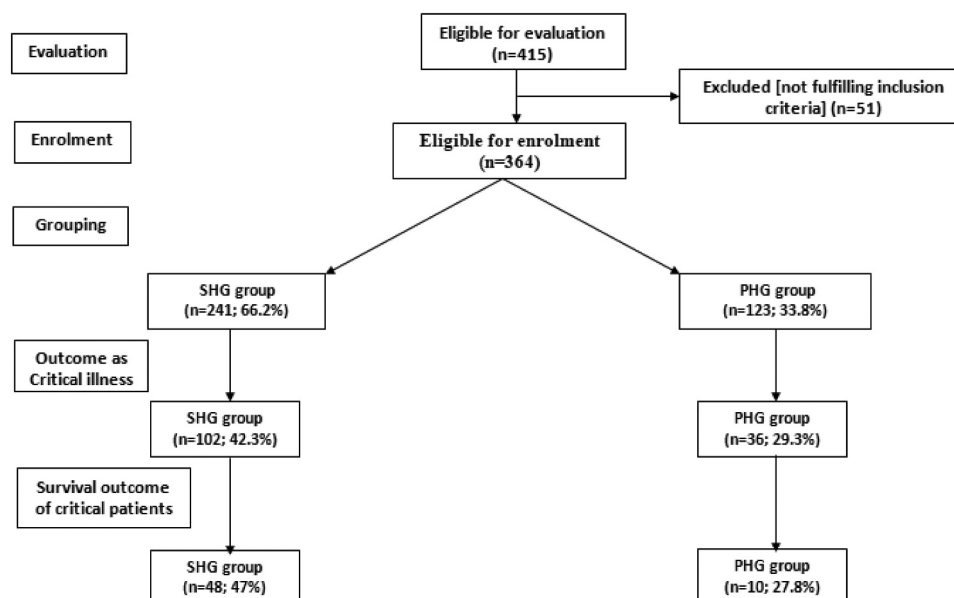 Evaluation
Eligible for evaluation
(n=415)
Excluded [not fulfilling inclusion
criteria] (n=51)
Enrolment
Eligible for enrolment
(n=364)
Grouping
SHG group
(n=241; 66.2%)
PHG group
(n=123; 33.8%)
Outcome as
Critical illness
SHG group
(n=102; 42.3%)
PHG group
(n=36; 29.3%)
Survival outcome
of critical patients
SHG group
(n=48; 47%)
PHG group
(n=10; 27.8%)